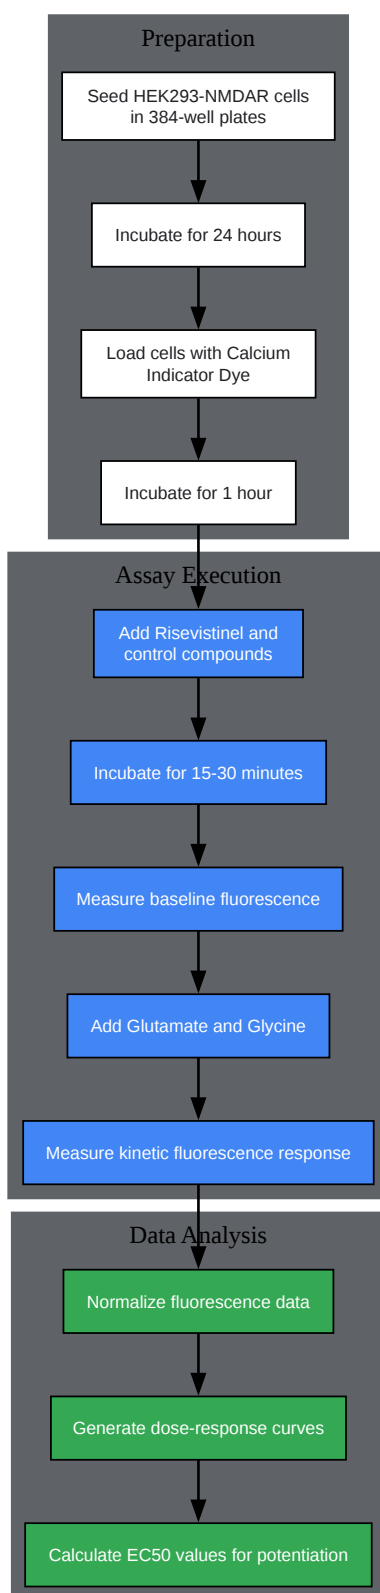 Preparation
Seed HEK293-NMDAR cells
in 384-well plates
Incubate for 24 hours
Load cells with Calcium
Indicator Dye
Incubate for 1 hour
Assay Execution
Add Risevistinel and
control compounds
Incubate for 15-30 minutes
Measure baseline fluorescence
Add Glutamate and Glycine
Measure kinetic fluorescence response
Data Analysis
Normalize fluorescence data
Generate dose-response curves
Calculate EC50 values for potentiation